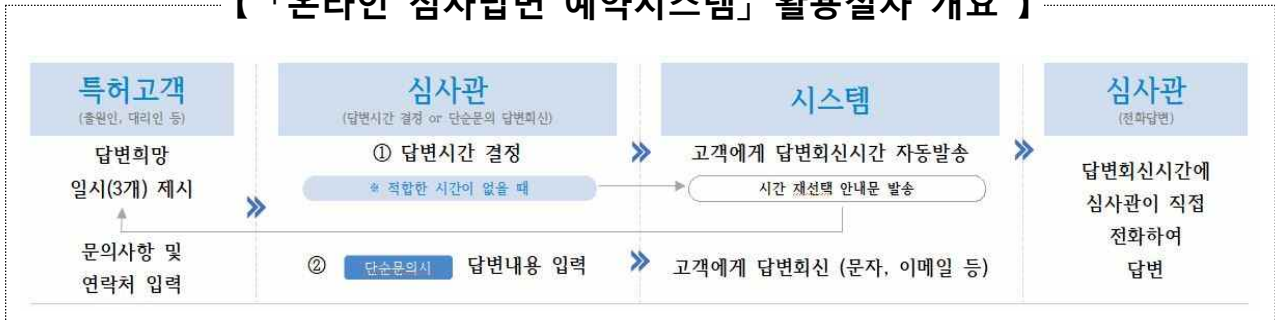 【 「온라인 심사답변 예약시스템」 활용절차 개요 】
특허고객
(출원인, 대리인 등)
답변희망
일시(3개) 제시
문의사항 및
연락처 입력
심사관
(답변시간 결정 or 단순문의 답변회신)
① 답변시간 결정
※ 적합한 시간이 없을 때
② 단순문의시 답변내용 입력
시스템
고객에게 답변회신시간 자동발송
시간 재선택 안내문 발송
고객에게 답변회신 (문자, 이메일 등)
심사관
(전화답변)
답변회신시간에
심사관이 직접
전화하여
답변